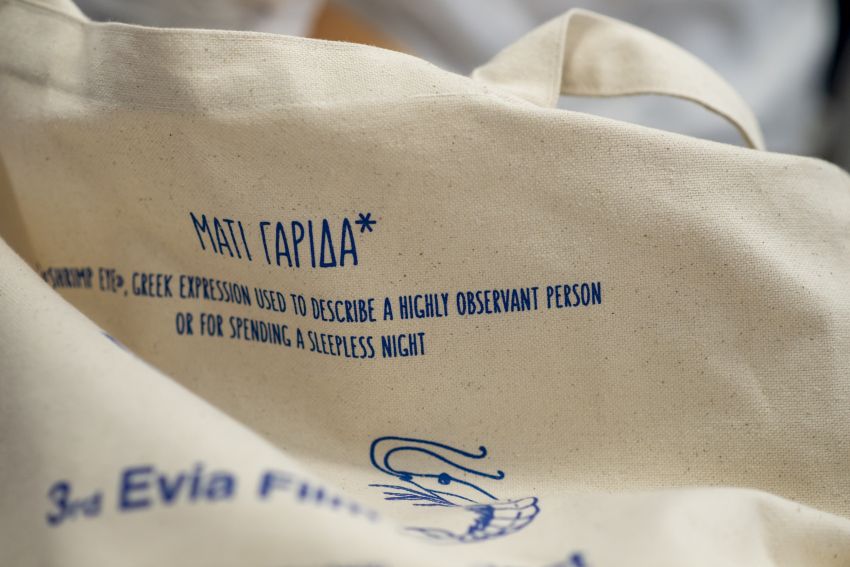 ΜΑΤΙ ΓΑΡΙΔΑ*
«SHRIMP EYE», GREEK EXPRESSION USED TO DESCRIBE A HIGHLY OBSERVANT PERSON
OR FOR SPENDING A SLEEPLESS NIGHT
3rd Evia Film